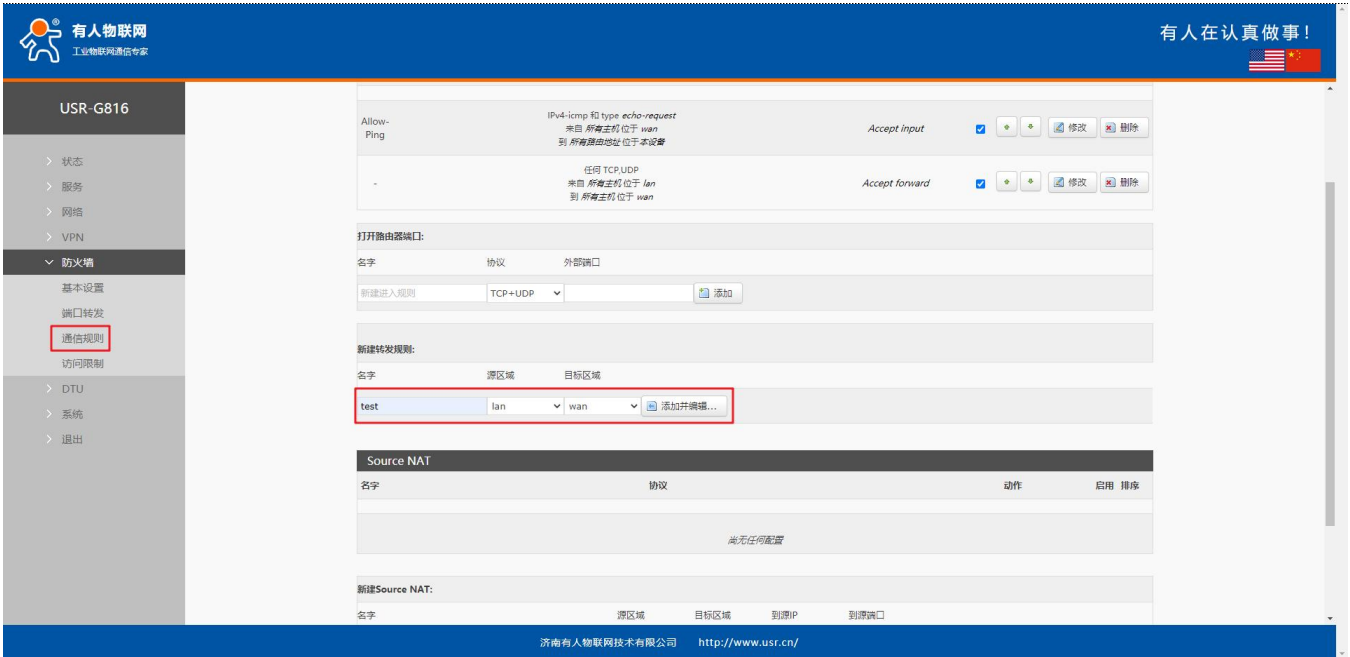 有人物联网
工业物联网通信专家
有人在认真做事！
USR-G816
状态
服务
网络
VPN
防火墙
基本设置
端口转发
通信规则
访问限制
DTU
系统
退出
Allow-
Ping
IPv4-icmp 和 type echo-request
来自 所有主机 位于 wan
到 所有路由地址 位于 本设备
Accept input
修改 删除
-
任何 TCP,UDP
来自 所有主机 位于 lan
到 所有主机 位于 wan
Accept forward
修改 删除
打开路由器端口:
名字 协议 外部端口
新建进入规则 TCP+UDP 添加
新建转发规则:
名字 源区域 目标区域
test lan wan 添加并编辑...
Source NAT
名字 协议 动作 启用 排序
尚无任何配置
新建Source NAT:
名字 源区域 目标区域 到源IP 到源端口
济南有人物联网技术有限公司 http://www.usr.cn/